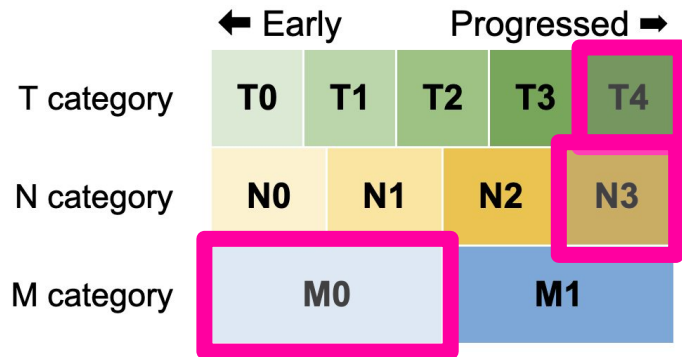 ⬅ Early Progressed ➡
T category T0 T1 T2 T3 T4
N category N0 N1 N2 N3
M category M0 M1